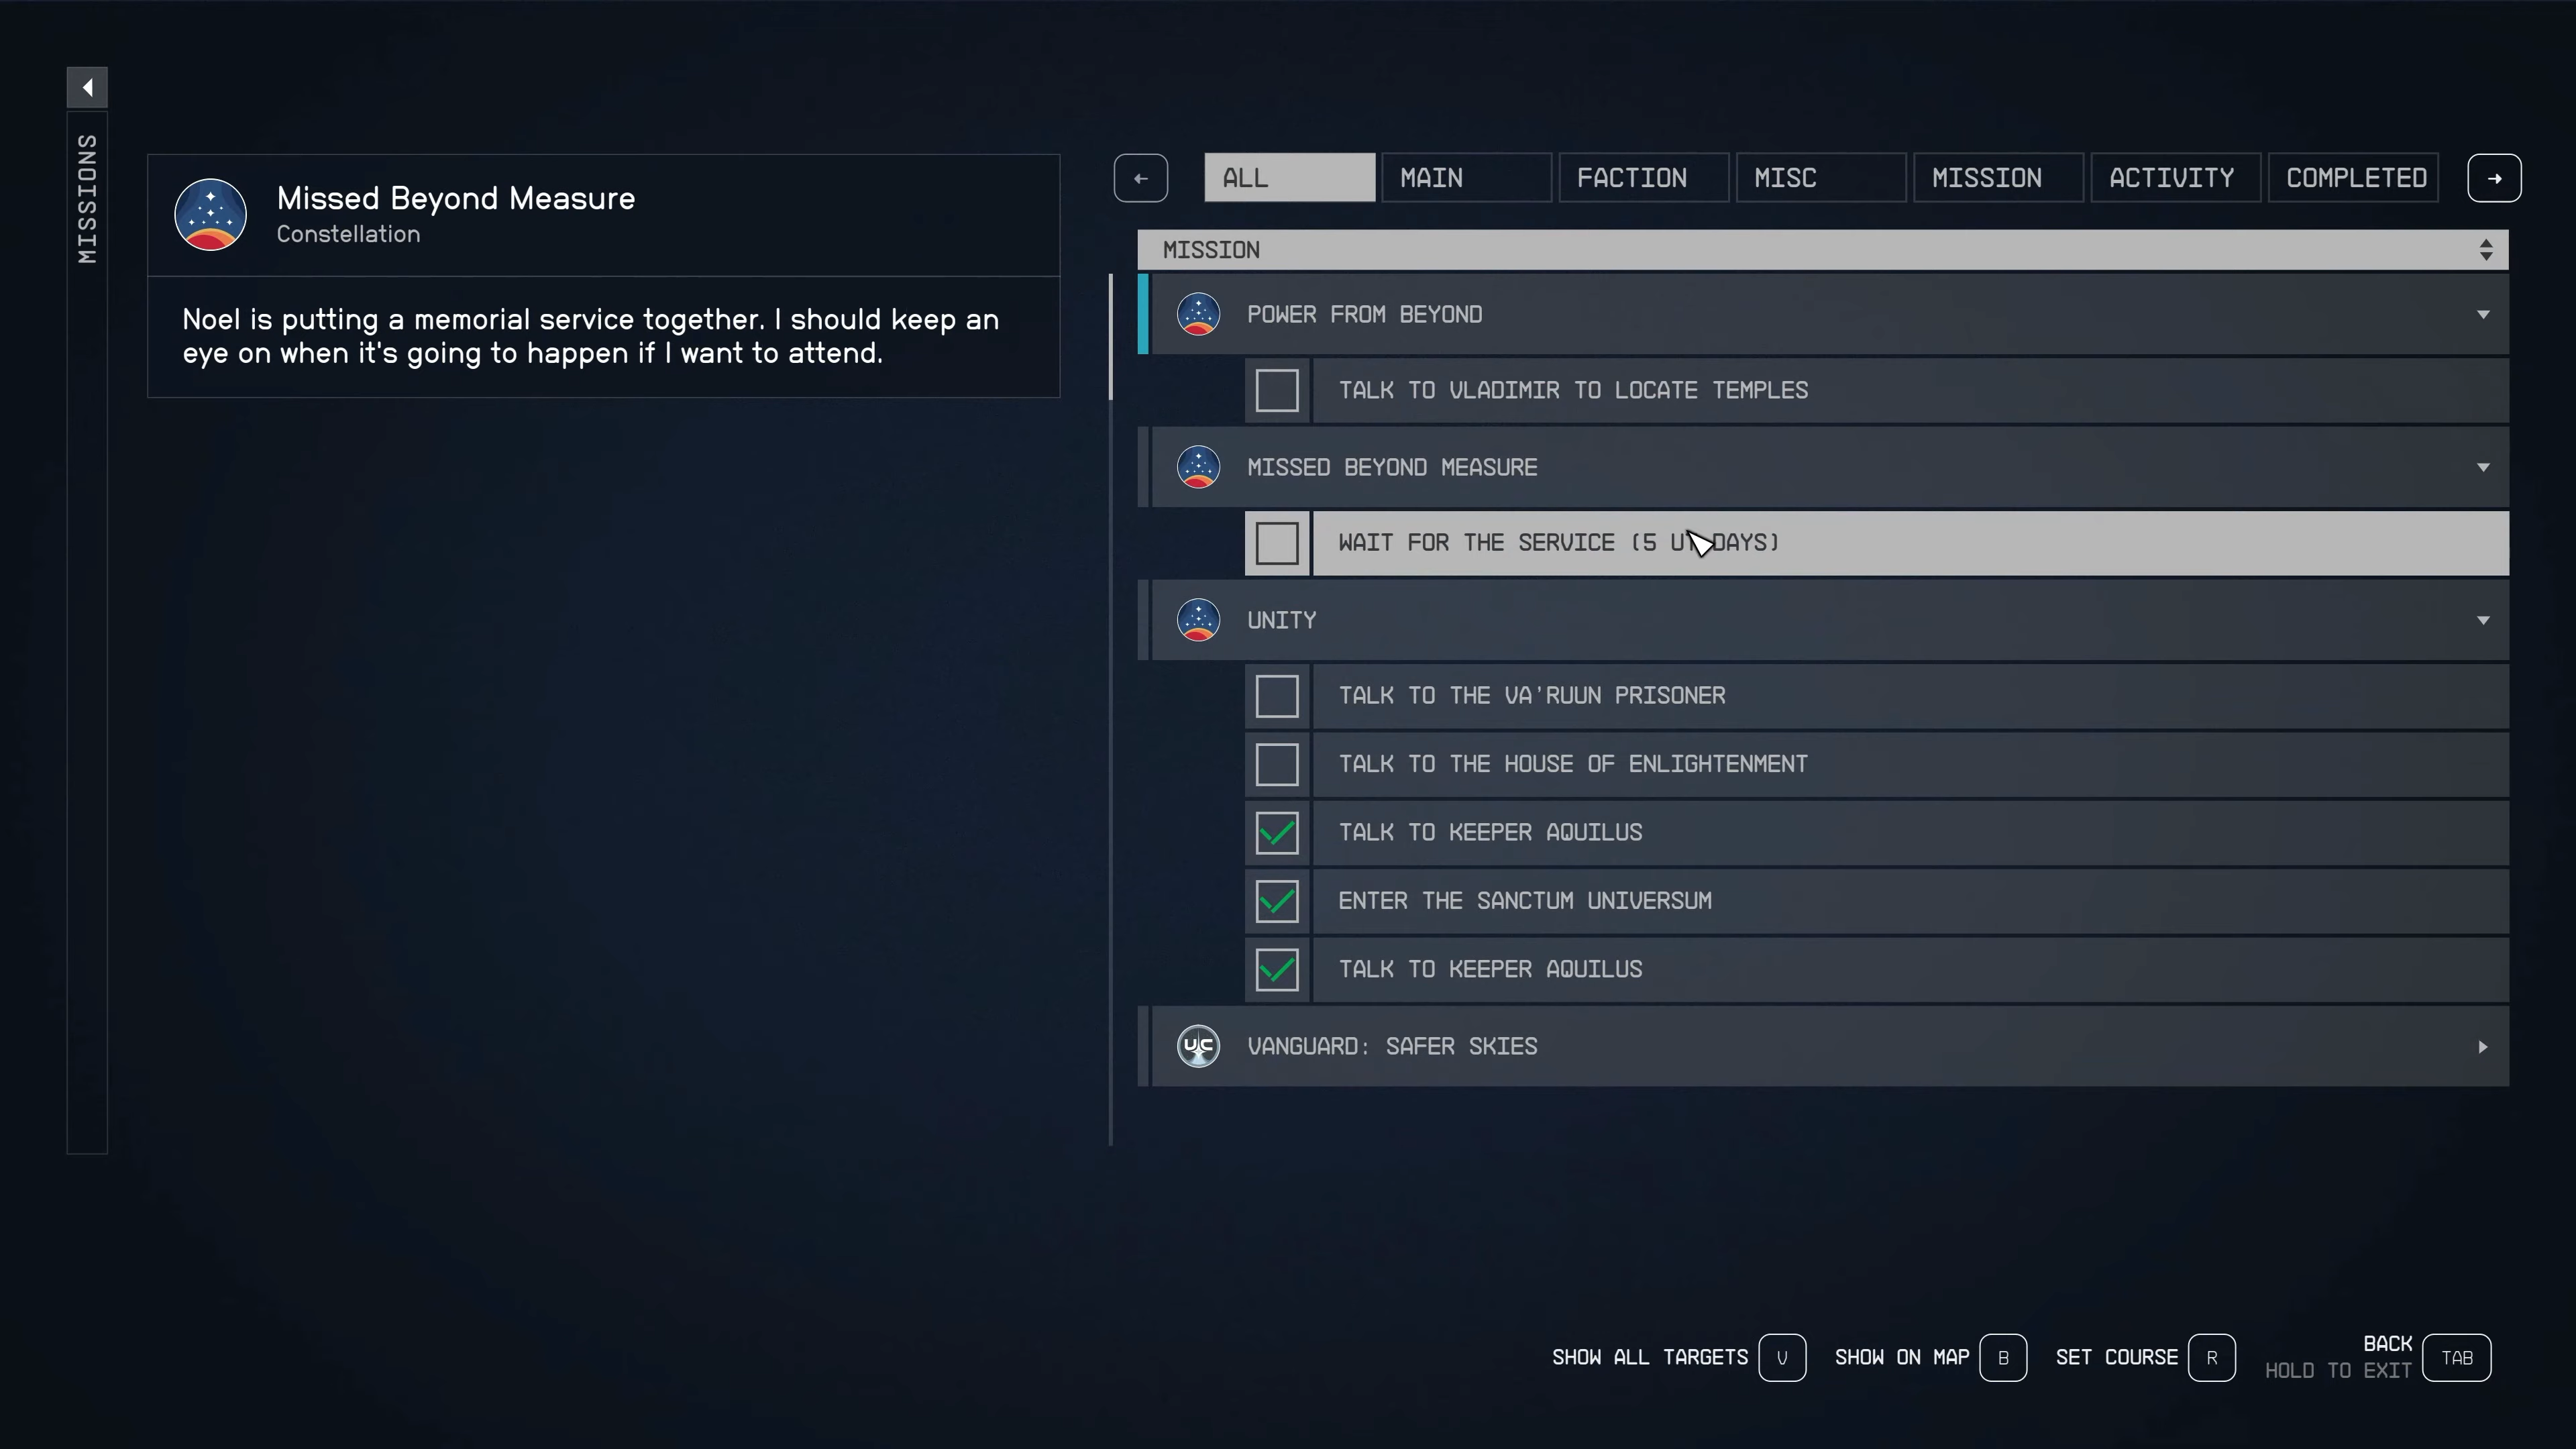 MISSIONS
Missed Beyond Measure
Constellation
Noel is putting a memorial service together. I should keep an
eye on when it's going to happen if I want to attend.
ALL
MAIN
FACTION
MISC
MISSION
ACTIVITY
COMPLETED
MISSION
POWER FROM BEYOND
TALK TO VLADIMIR TO LOCATE TEMPLES
MISSED BEYOND MEASURE
WAIT FOR THE SERVICE (5 UT DAYS)
UNITY
TALK TO THE VA'RUUN PRISONER
TALK TO THE HOUSE OF ENLIGHTENMENT
TALK TO KEEPER AQUILUS
ENTER THE SANCTUM UNIVERSUM
TALK TO KEEPER AQUILUS
UC
VANGUARD: SAFER SKIES
SHOW ALL TARGETS V
SHOW ON MAP B
SET COURSE R
BACK
HOLD TO EXIT
TAB